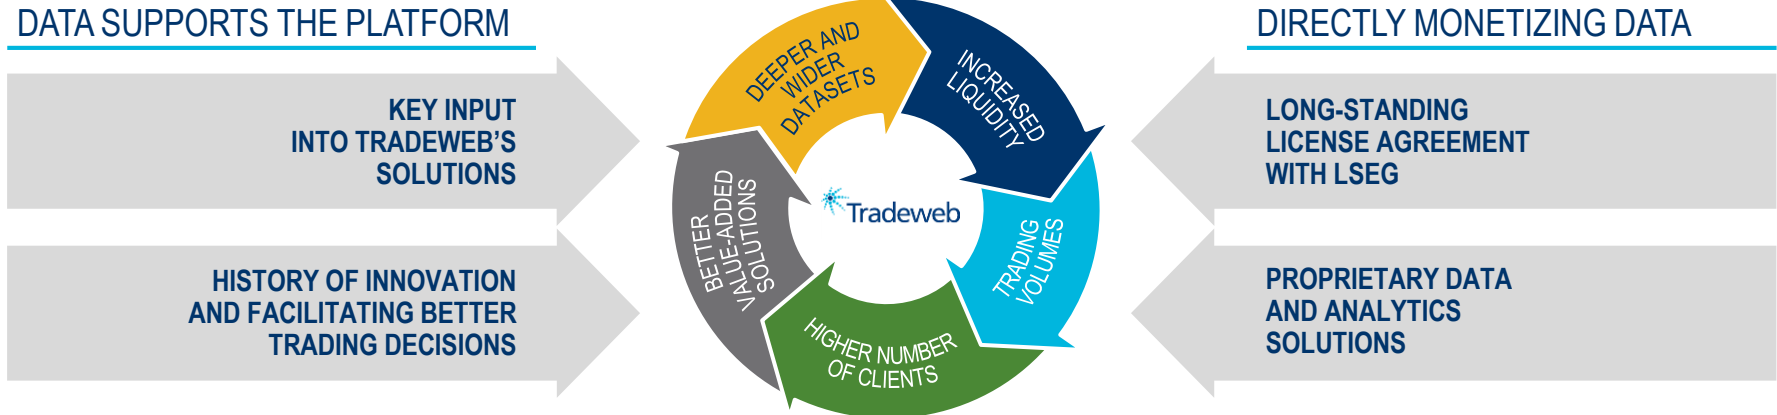 DATA SUPPORTS THE PLATFORM
KEY INPUT
INTO TRADEWEB’S
SOLUTIONS
HISTORY OF INNOVATION
AND FACILITATING BETTER
TRADING DECISIONS
DEEPER AND
WIDER
DATASETS
INCREASED
LIQUIDITY
TRADING
VOLUMES
HIGHER NUMBER
OF CLIENTS
BETTER
VALUE-ADDED
SOLUTIONS
Tradeweb
DIRECTLY MONETIZING DATA
LONG-STANDING
LICENSE AGREEMENT
WITH LSEG
PROPRIETARY DATA
AND ANALYTICS
SOLUTIONS